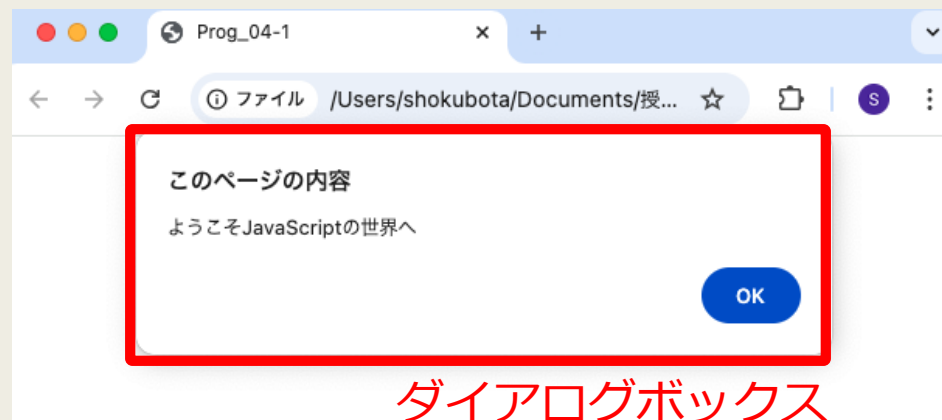 Prog_04-1
ファイル /Users/shokubota/Documents/授...
S
このページの内容
ようこそJavaScriptの世界へ
OK
ダイアログボックス